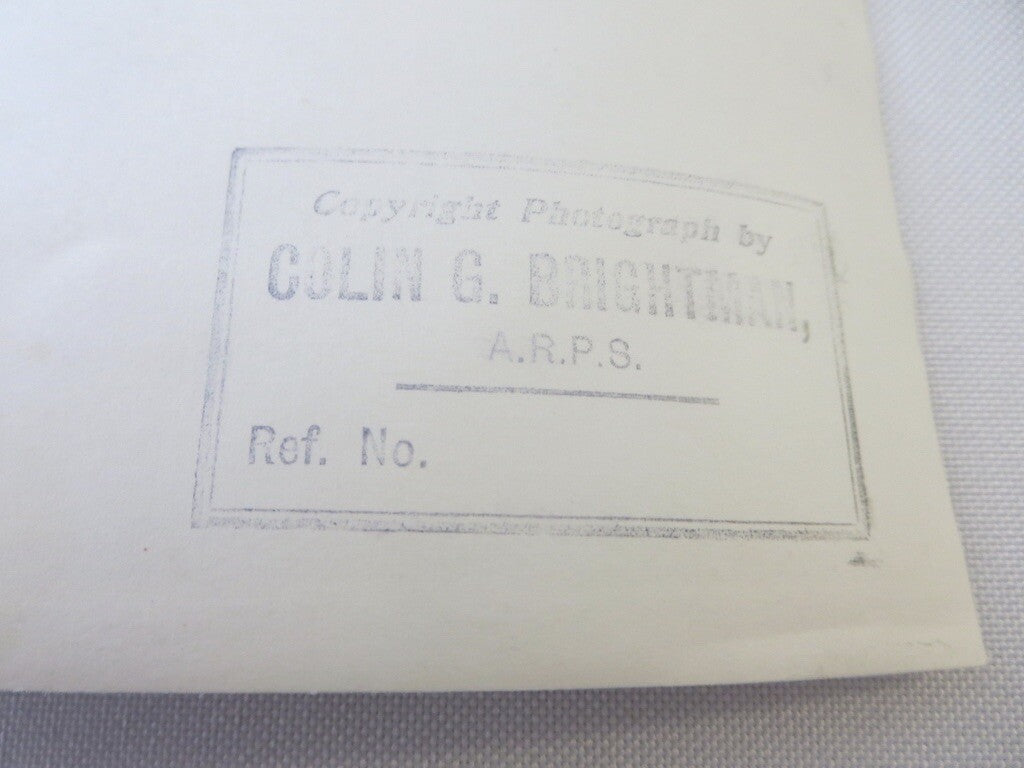 Copyright Photograph by
COLIN G. BRIGHTMAN,
A.R.P.S.
Ref. No.